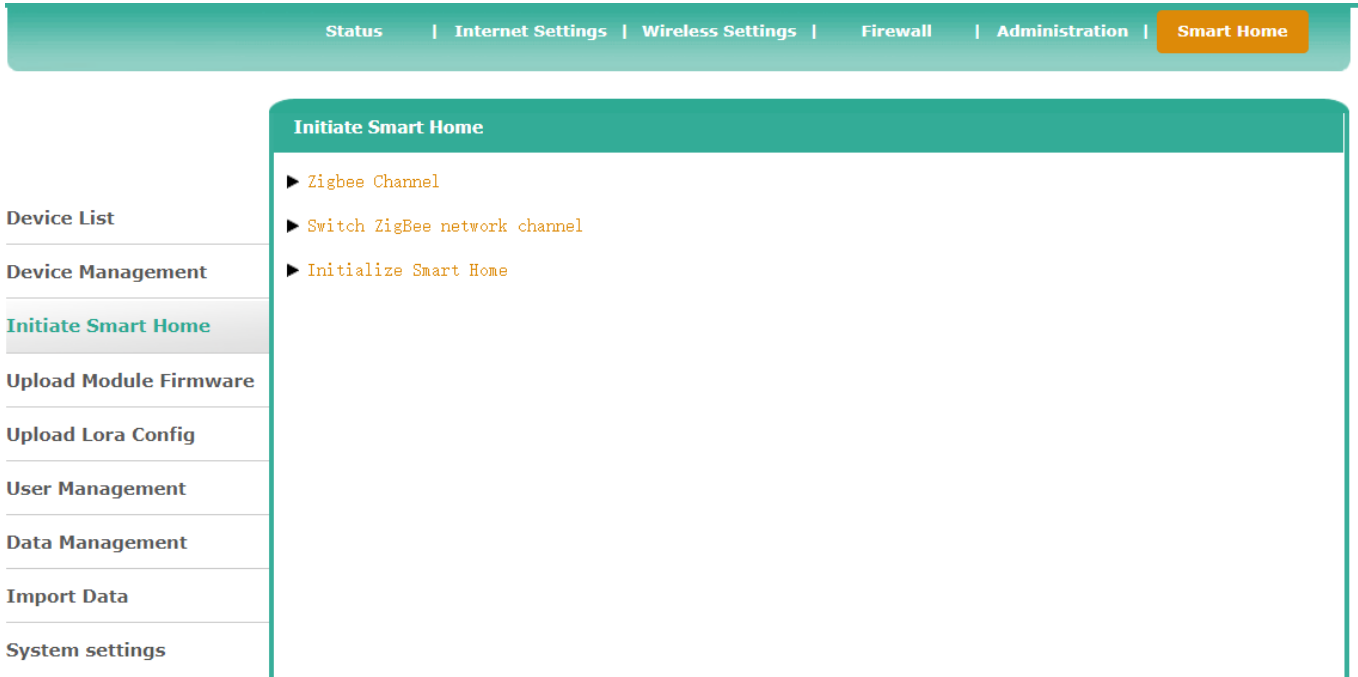 Status | Internet Settings | Wireless Settings | Firewall | Administration | Smart Home
Initiate Smart Home
Zigbee Channel
Switch ZigBee network channel
Initialize Smart Home
Device List
Device Management
Initiate Smart Home
Upload Module Firmware
Upload Lora Config
User Management
Data Management
Import Data
System settings